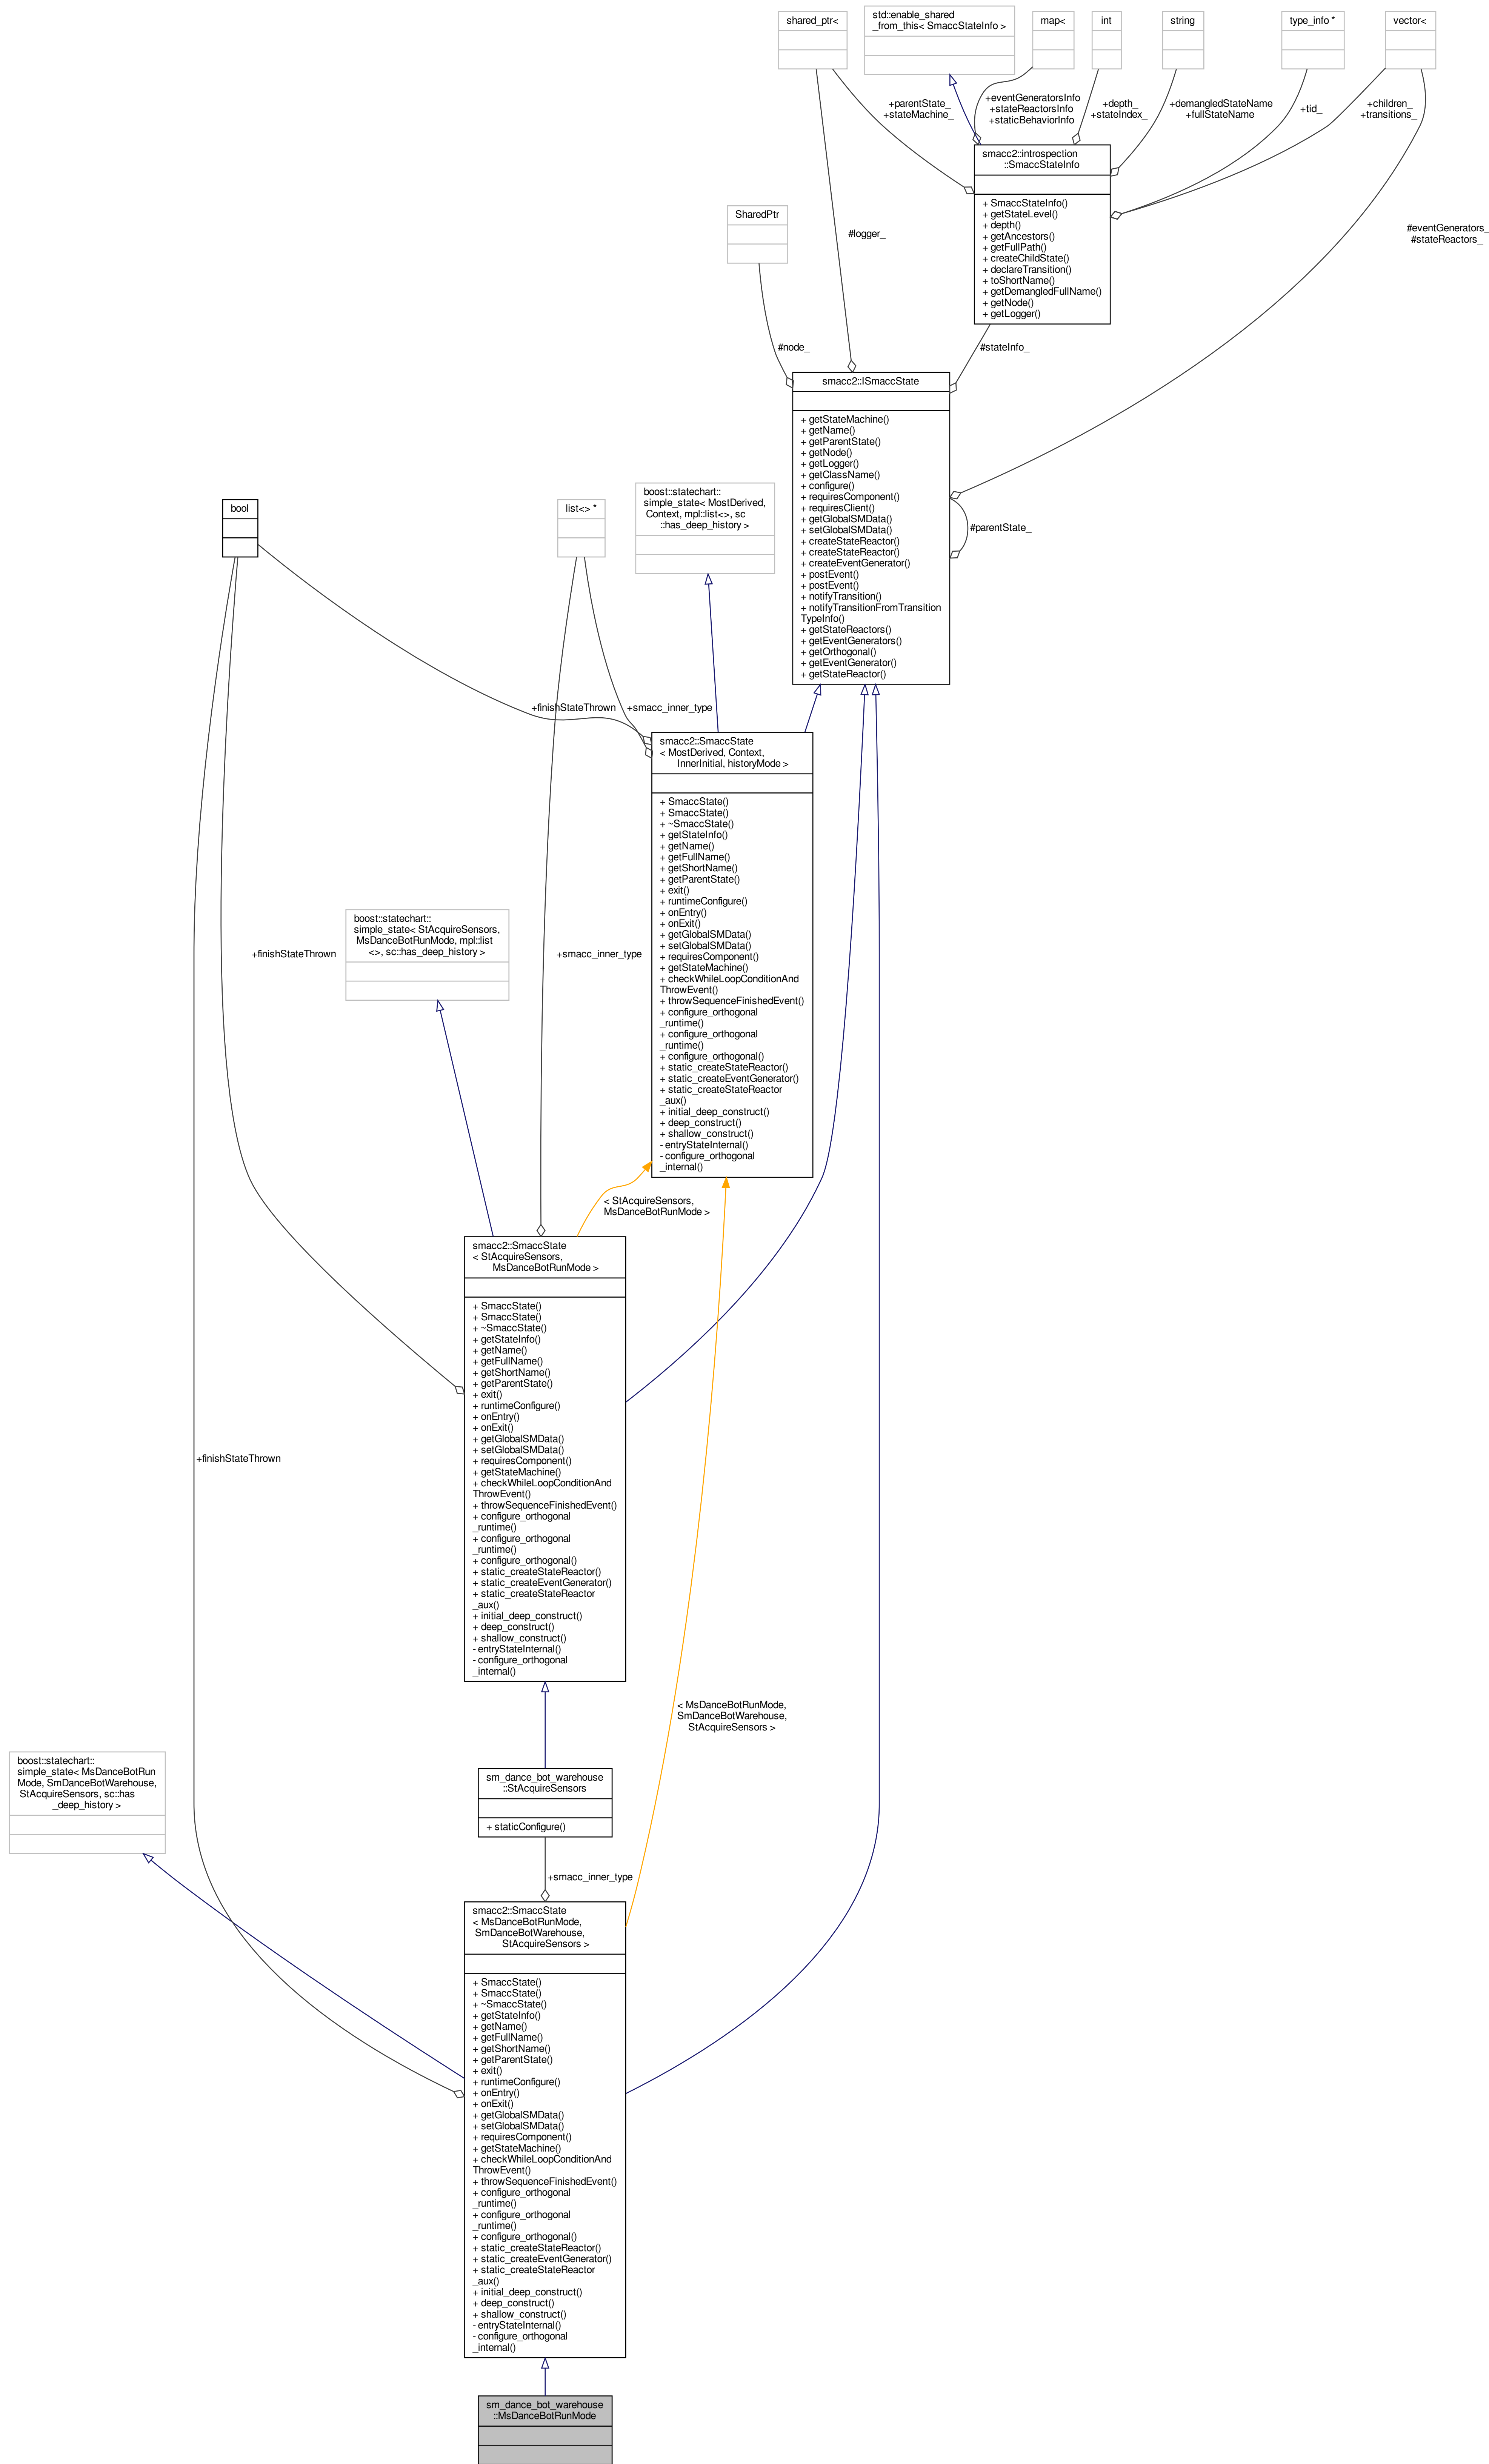 shared_ptr<
std::enable_shared
_from_this< SmaccStateInfo >
map<
int
string
type_info *
vector<
+parentState_
+stateMachine_
+eventGeneratorsInfo
+stateReactorsInfo
+staticBehaviorInfo
+depth_
+stateIndex_
+demangledStateName
+fullStateName
+tid_
+children_
+transitions_
smacc2::introspection
::SmaccStateInfo
+ SmaccStateInfo()
+ getStateLevel()
+ depth()
+ getAncestors()
+ getFullPath()
+ createChildState()
+ declareTransition()
+ toShortName()
+ getDemangledFullName()
+ getNode()
+ getLogger()
SharedPtr
#logger_
#eventGenerators_
#stateReactors_
#node_
#stateInfo_
smacc2::ISmaccState
+ getStateMachine()
+ getName()
+ getParentState()
+ getNode()
+ getLogger()
+ getClassName()
+ configure()
+ requiresComponent()
+ requiresClient()
+ getGlobalSMData()
+ setGlobalSMData()
+ createStateReactor()
+ createStateReactor()
+ createEventGenerator()
+ postEvent()
+ postEvent()
+ notifyTransition()
+ notifyTransitionFromTransition
TypeInfo()
+ getStateReactors()
+ getEventGenerators()
+ getOrthogonal()
+ getEventGenerator()
+ getStateReactor()
#parentState_
bool
list<> *
boost::statechart::
simple_state< MostDerived,
Context, mpl::list<>, sc
::has_deep_history >
+finishStateThrown
+smacc_inner_type
smacc2::SmaccState
< MostDerived, Context,
InnerInitial, historyMode >
+ SmaccState()
+ SmaccState()
+ ~SmaccState()
+ getStateInfo()
+ getName()
+ getFullName()
+ getShortName()
+ getParentState()
+ exit()
+ runtimeConfigure()
+ onEntry()
+ onExit()
+ getGlobalSMData()
+ setGlobalSMData()
+ requiresComponent()
+ getStateMachine()
+ checkWhileLoopConditionAnd
ThrowEvent()
+ throwSequenceFinishedEvent()
+ configure_orthogonal
_runtime()
+ configure_orthogonal
_runtime()
+ configure_orthogonal()
+ static_createStateReactor()
+ static_createEventGenerator()
+ static_createStateReactor
_aux()
+ initial_deep_construct()
+ deep_construct()
+ shallow_construct()
- entryStateInternal()
- configure_orthogonal
_internal()
boost::statechart::
simple_state< StAcquireSensors,
MsDanceBotRunMode, mpl::list
<>, sc::has_deep_history >
+finishStateThrown
+smacc_inner_type
< StAcquireSensors,
MsDanceBotRunMode >
smacc2::SmaccState
< StAcquireSensors,
MsDanceBotRunMode >
+ SmaccState()
+ SmaccState()
+ ~SmaccState()
+ getStateInfo()
+ getName()
+ getFullName()
+ getShortName()
+ getParentState()
+ exit()
+ runtimeConfigure()
+ onEntry()
+ onExit()
+ getGlobalSMData()
+ setGlobalSMData()
+ requiresComponent()
+ getStateMachine()
+ checkWhileLoopConditionAnd
ThrowEvent()
+ throwSequenceFinishedEvent()
+ configure_orthogonal
_runtime()
+ configure_orthogonal
_runtime()
+ configure_orthogonal()
+ static_createStateReactor()
+ static_createEventGenerator()
+ static_createStateReactor
_aux()
+ initial_deep_construct()
+ deep_construct()
+ shallow_construct()
- entryStateInternal()
- configure_orthogonal
_internal()
+finishStateThrown
< MsDanceBotRunMode,
SmDanceBotWarehouse,
StAcquireSensors >
boost::statechart::
simple_state< MsDanceBotRun
Mode, SmDanceBotWarehouse,
StAcquireSensors, sc::has
_deep_history >
sm_dance_bot_warehouse
::StAcquireSensors
+ staticConfigure()
+smacc_inner_type
smacc2::SmaccState
< MsDanceBotRunMode,
SmDanceBotWarehouse,
StAcquireSensors >
+ SmaccState()
+ SmaccState()
+ ~SmaccState()
+ getStateInfo()
+ getName()
+ getFullName()
+ getShortName()
+ getParentState()
+ exit()
+ runtimeConfigure()
+ onEntry()
+ onExit()
+ getGlobalSMData()
+ setGlobalSMData()
+ requiresComponent()
+ getStateMachine()
+ checkWhileLoopConditionAnd
ThrowEvent()
+ throwSequenceFinishedEvent()
+ configure_orthogonal
_runtime()
+ configure_orthogonal
_runtime()
+ configure_orthogonal()
+ static_createStateReactor()
+ static_createEventGenerator()
+ static_createStateReactor
_aux()
+ initial_deep_construct()
+ deep_construct()
+ shallow_construct()
- entryStateInternal()
- configure_orthogonal
_internal()
sm_dance_bot_warehouse
::MsDanceBotRunMode